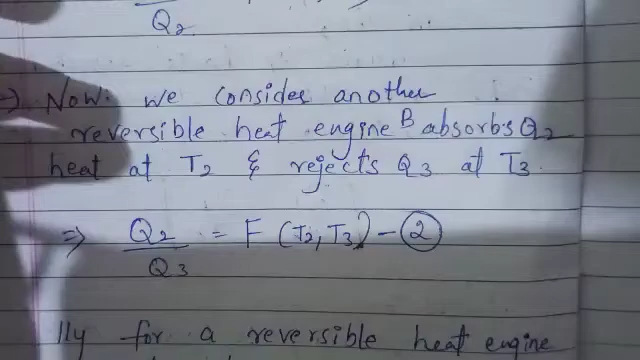 Q2
→ Now. we consider another
reversible heat engine B absorbs Q2
heat at T2 & rejects Q3 at T3.
⇒ Q2/Q3 = F (T2, T3) - ②
lly for a reversible heat engine